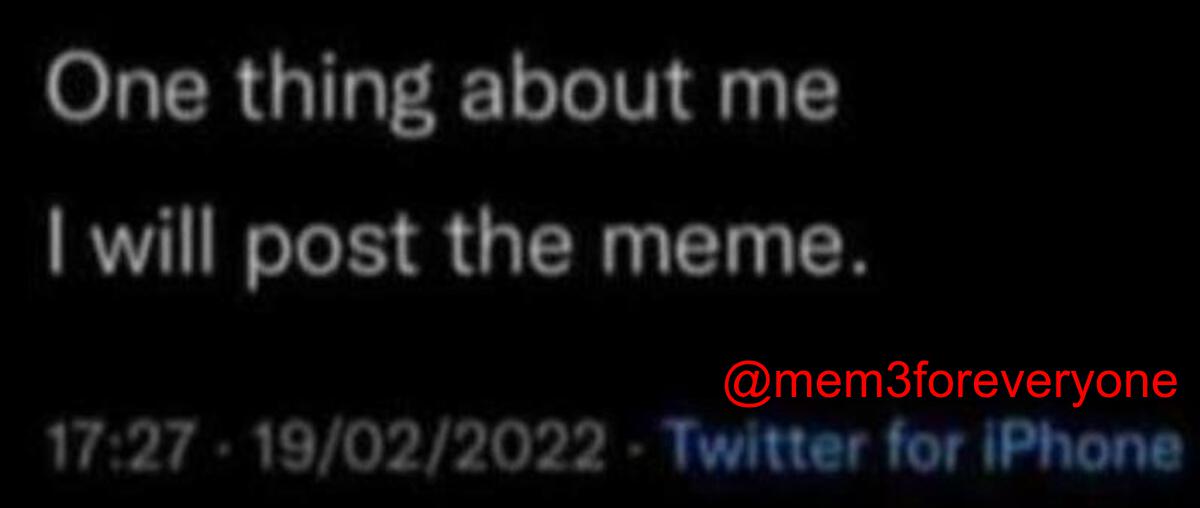 One thing about me
I will post the meme.
@mem3foreveryone
17:27 · 19/02/2022 · Twitter for iPhone